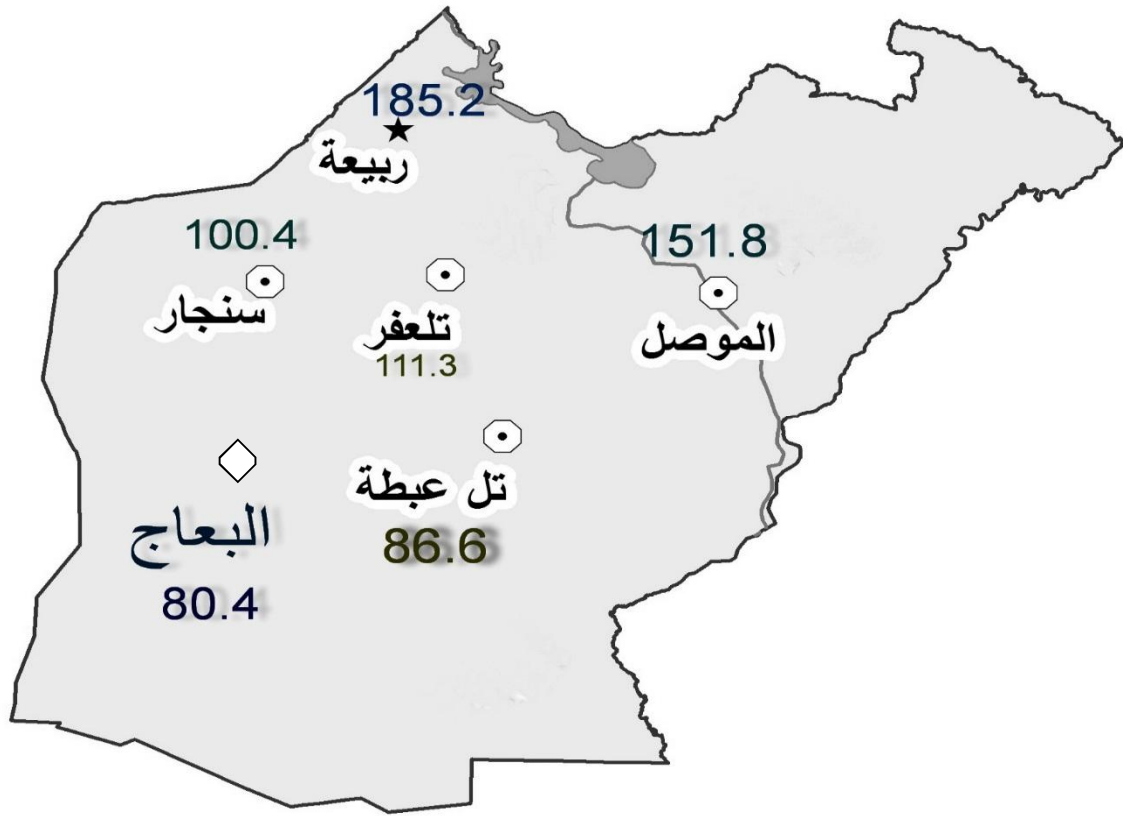 185.2
ربيعة
100.4
151.8
سنجار
تلعفر
الموصل
111.3
تل عبطة
البعاج
86.6
80.4